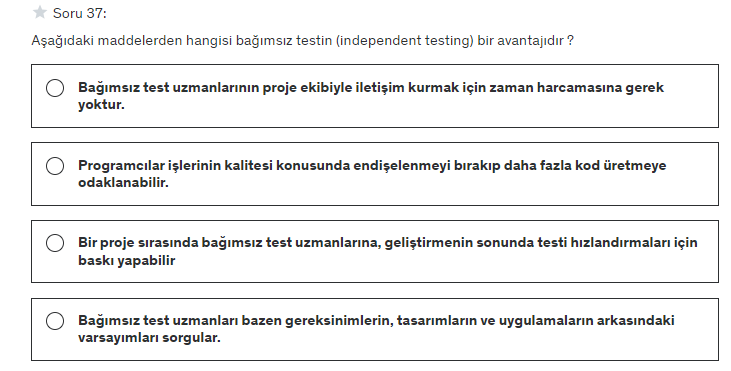 Soru 37:
Aşağıdaki maddelerden hangisi bağımsız testin (independent testing) bir avantajıdır ?
Bağımsız test uzmanlarının proje ekibiyle iletişim kurmak için zaman harcamasına gerek
yoktur.
Programcılar işlerinin kalitesi konusunda endişelenmeyi bırakıp daha fazla kod üretmeye
odaklanabilir.
Bir proje sırasında bağımsız test uzmanlarına, geliştirmenin sonunda testi hızlandırmaları için
baskı yapabilir
Bağımsız test uzmanları bazen gereksinimlerin, tasarımların ve uygulamaların arkasındaki
varsayımları sorgular.